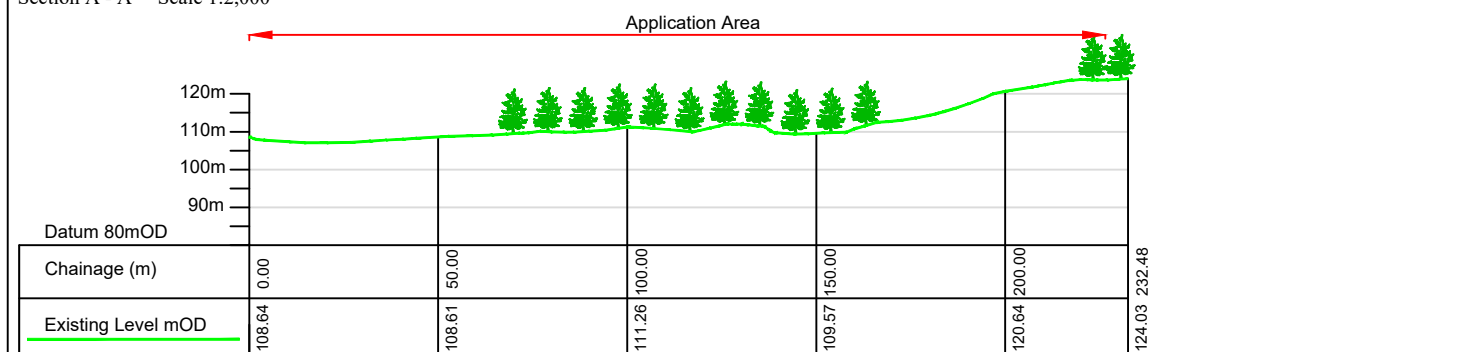 Section A - A' Scale 1:2,000
Application Area
120m
110m
100m
90m
Datum 80mOD
Chainage (m) 0.00 50.00 100.00 150.00 200.00 232.48
Existing Level mOD 108.64 108.61 111.26 109.57 120.64 124.03